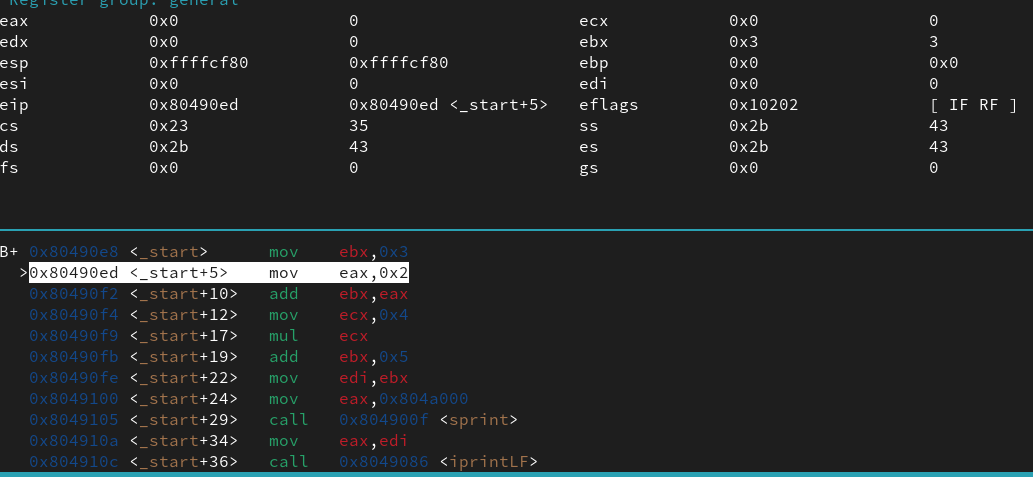 Register group: general
eax 0x0 0 ecx 0x0 0
edx 0x0 0 ebx 0x3 3
esp 0xffffcf80 0xffffcf80 ebp 0x0 0x0
esi 0x0 0 edi 0x0 0
eip 0x80490ed 0x80490ed <_start+5> eflags 0x10202 [ IF RF ]
cs 0x23 35 ss 0x2b 43
ds 0x2b 43 es 0x2b 43
fs 0x0 0 gs 0x0 0
B+ 0x80490e8 <_start> mov ebx,0x3
>0x80490ed <_start+5> mov eax,0x2
0x80490f2 <_start+10> add ebx,eax
0x80490f4 <_start+12> mov ecx,0x4
0x80490f9 <_start+17> mul ecx
0x80490fb <_start+19> add ebx,0x5
0x80490fe <_start+22> mov edi,ebx
0x8049100 <_start+24> mov eax,0x804a000
0x8049105 <_start+29> call 0x804900f <sprint>
0x804910a <_start+34> mov eax,edi
0x804910c <_start+36> call 0x8049086 <iprintLF>